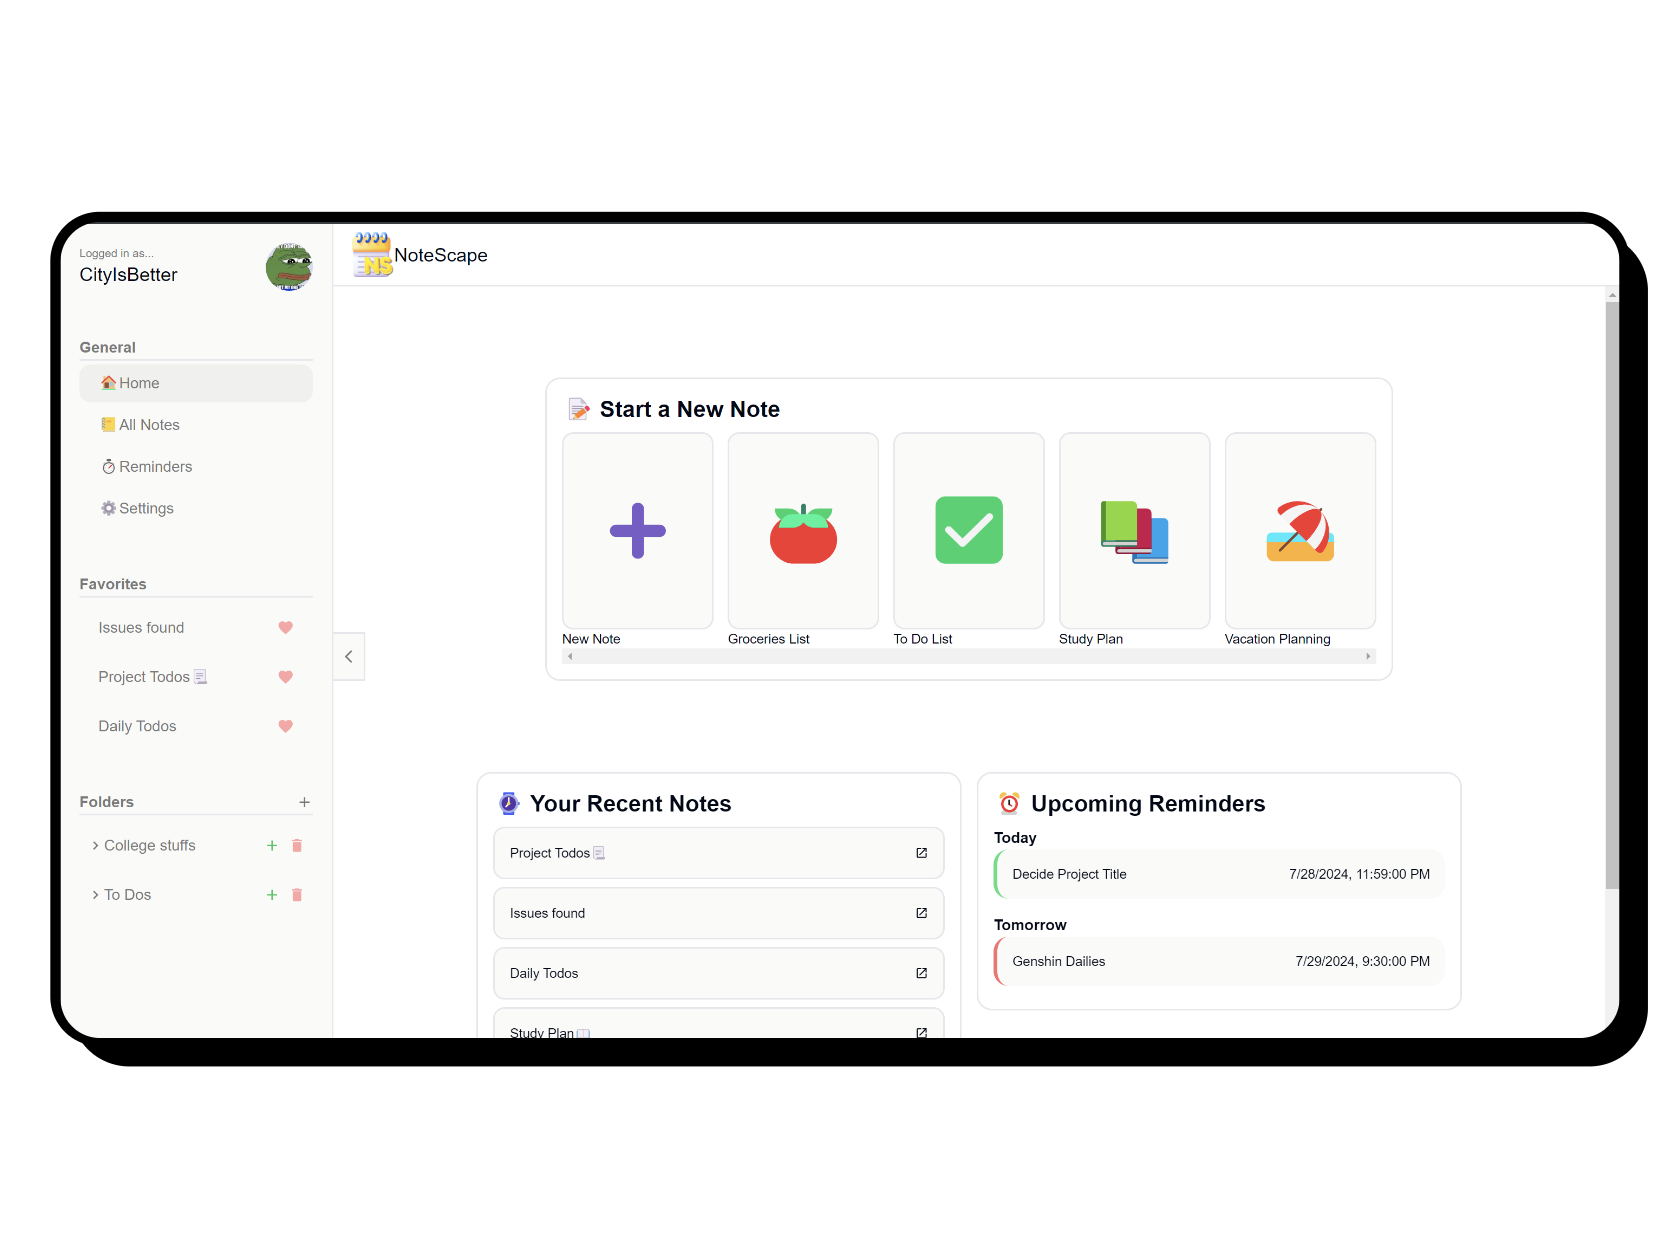 Logged in as...
CityIsBetter
General
Home
All Notes
Reminders
Settings
Favorites
Issues found
Project Todos
Daily Todos
Folders
College stuffs
To Dos
NS
NoteScape
Start a New Note
New Note
Groceries List
To Do List
Study Plan
Vacation Planning
Your Recent Notes
Project Todos
Issues found
Daily Todos
Study Plan
Upcoming Reminders
Today
Decide Project Title 7/28/2024, 11:59:00 PM
Tomorrow
Genshin Dailies 7/29/2024, 9:30:00 PM